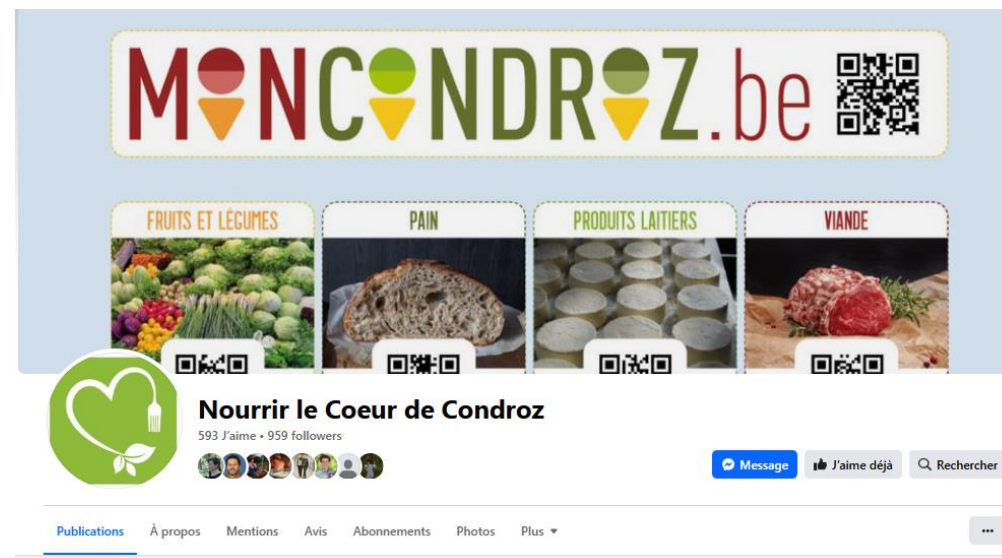 MONCONDROZ.be
FRUITS ET LÉGUMES
PAIN
PRODUITS LAITIERS
VIANDE
Nourrir le Coeur de Condroz
593 J’aime • 959 followers
Message
J’aime déjà
Rechercher
Publications À propos Mentions Avis Abonnements Photos Plus